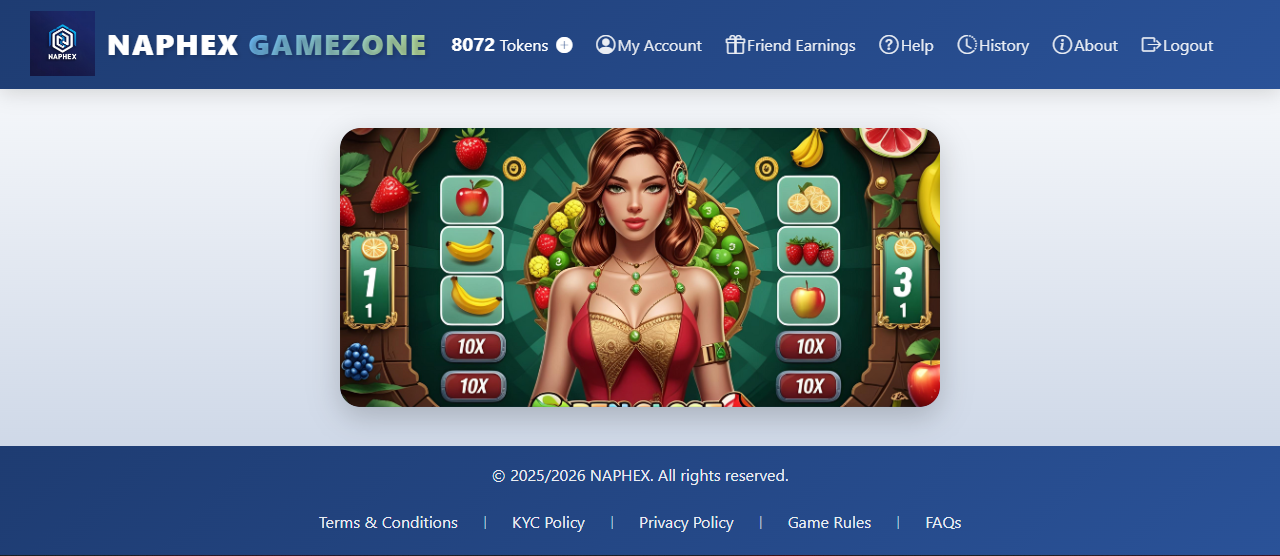 NAPHEX
NAPHEX GAMEZONE
8072 Tokens
My Account
Friend Earnings
Help
History
About
Logout
1
1
10X
10X
3
1
10X
10X
© 2025/2026 NAPHEX. All rights reserved.
Terms & Conditions | KYC Policy | Privacy Policy | Game Rules | FAQs